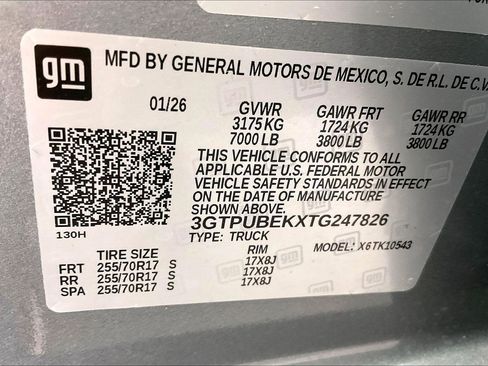 gm
MFD BY GENERAL MOTORS DE MEXICO, S. DE R.L. DE C.V
01/26 GVWR GAWR FRT GAWR RR
3175 KG 1724 KG 1724 KG
7000 LB 3800 LB 3800 LB
THIS VEHICLE CONFORMS TO ALL
APPLICABLE U.S. FEDERAL MOTOR
VEHICLE SAFETY STANDARDS IN EFFECT
ON THE DATE OF MANUFACTURE
SHOWN ABOVE.
3GTPUBEKXTG247826
130H
TYPE: TRUCK MODEL: X6TK10543
TIRE SIZE RIM
FRT 255/70R17 S 17X8J
RR 255/70R17 S 17X8J
SPA 255/70R17 S 17X8J